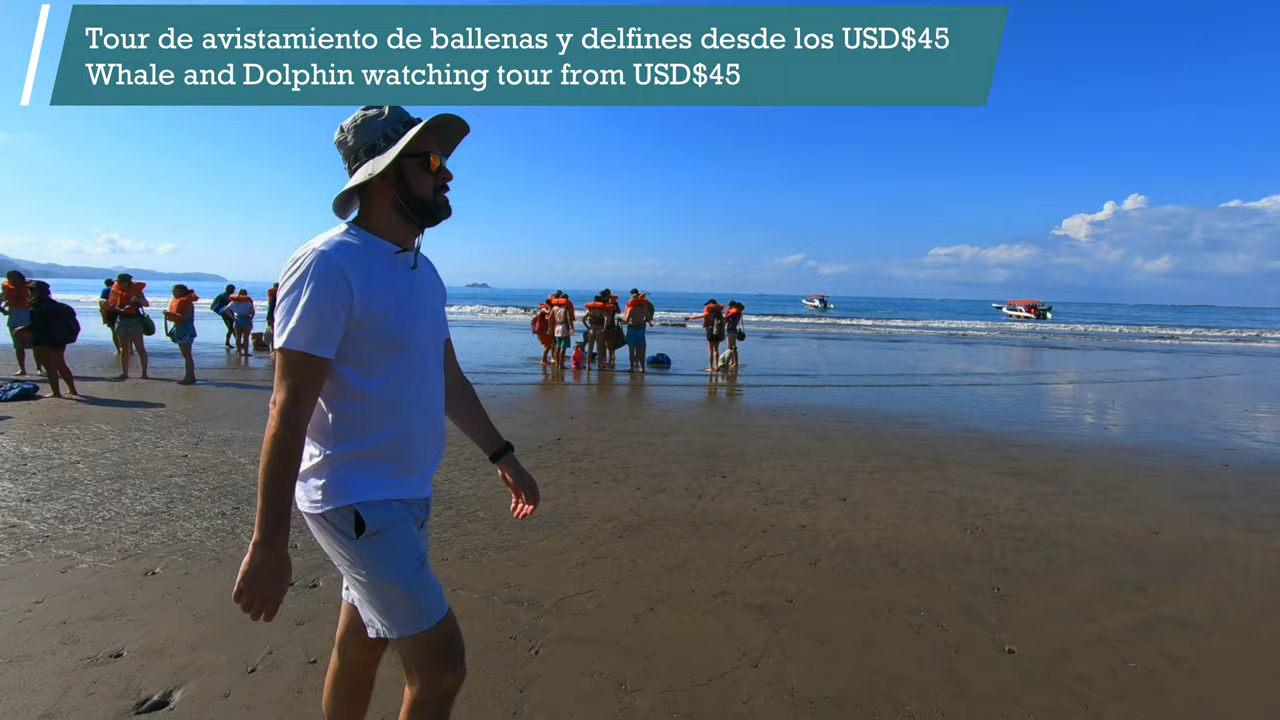 Tour de avistamiento de ballenas y delfines desde los USD$45
Whale and Dolphin watching tour from USD$45